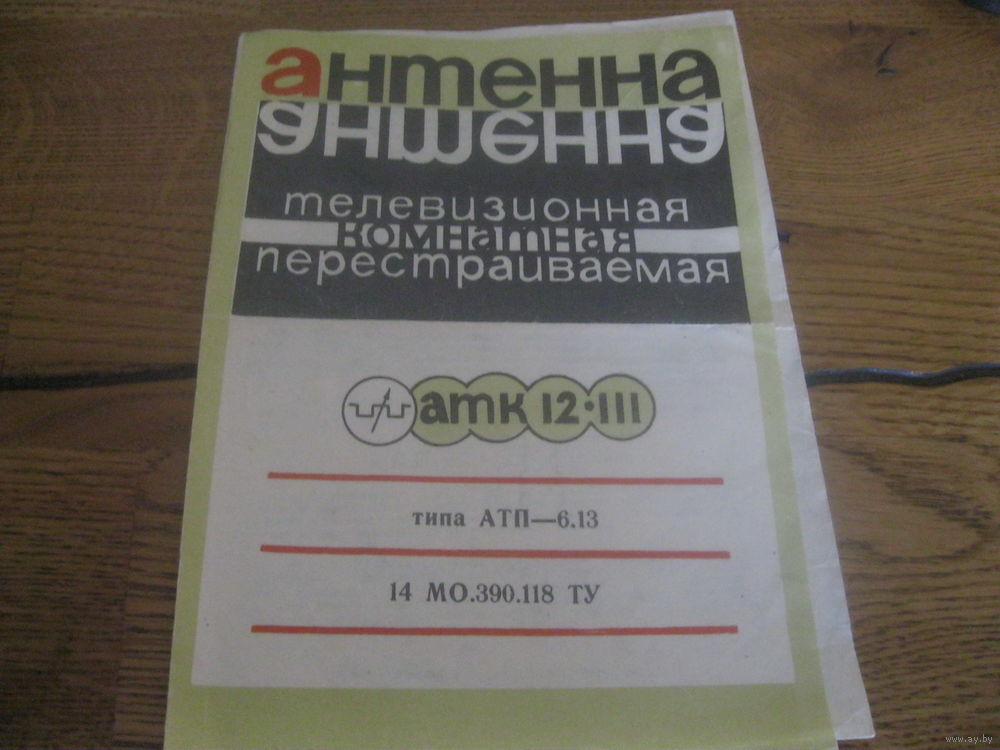 антенна
антенна
телевизионная
комнатная
перестраиваемая
атк 12·III
типа АТП—6.13
14 МО.390.118 ТУ
www.ay.by